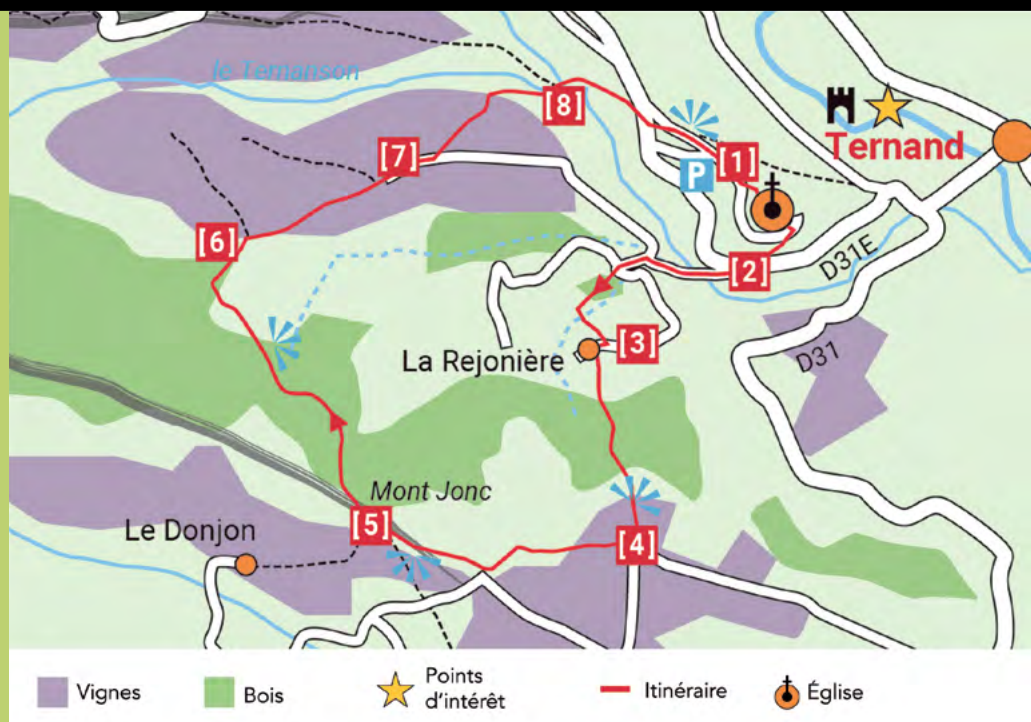 le Ternanson
[8]
[1]
Ternand
[7]
P
[6]
[2]
D31E
[3]
La Rejonière
D31
Mont Jonc
[5]
Le Donjon
[4]
Vignes
Bois
Points
d'intérêt
Itinéraire
Église